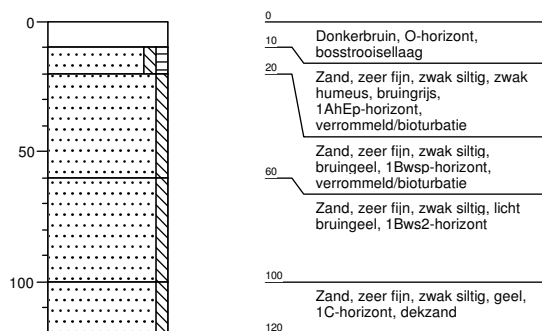 0
50
100
0
Donkerbruin, O-horizont,
bosstrooisellaag
10
Zand, zeer fijn, zwak siltig, zwak
humeus, bruingrijs,
1AhEp-horizont,
verrommeld/bioturbatie
20
Zand, zeer fijn, zwak siltig,
bruingeel, 1Bwsp-horizont,
verrommeld/bioturbatie
60
Zand, zeer fijn, zwak siltig, licht
bruingeel, 1Bws2-horizont
100
Zand, zeer fijn, zwak siltig, geel,
1C-horizont, dekzand
120